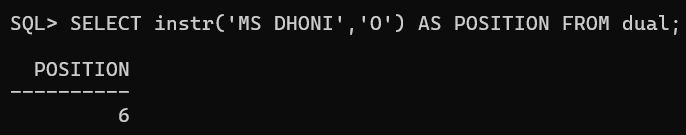 SQL> SELECT instr('MS DHONI','O') AS POSITION FROM dual;
POSITION
----------
6